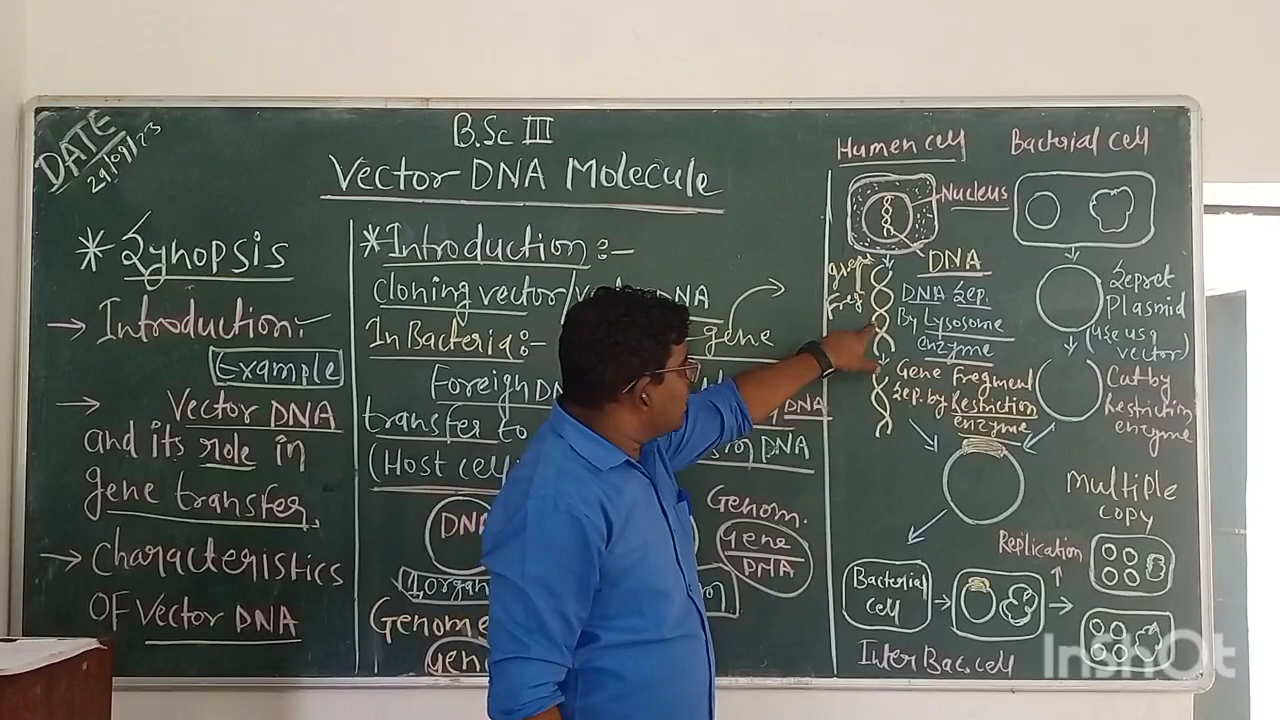 DATE
29/09/23
B.Sc III
Vector DNA Molecule
* Synopsis
→ Introduction:-
Example
→ Vector DNA
and its role in
gene transfer
→ Characteristics
OF Vector DNA
* Introduction :-
Cloning vector/ DNA
In Bacteria:-
gene
Foreign
DNA
transfer to
DNA
(Host cell
DNA
Genom.
Gene
DNA
Genome
Humen cell
Nucleus
DNA
DNA Sep.
By Lysosome
enzyme
Gene Fregment
Sep. by Restriction
enzyme
Bacterial cell
Sepret
Plasmid
(Use us a
vector)
Cut by
Restriction
enzyme
Multiple
copy
Replication
Bacterial
cell
Inter Bac. cell
InShOt